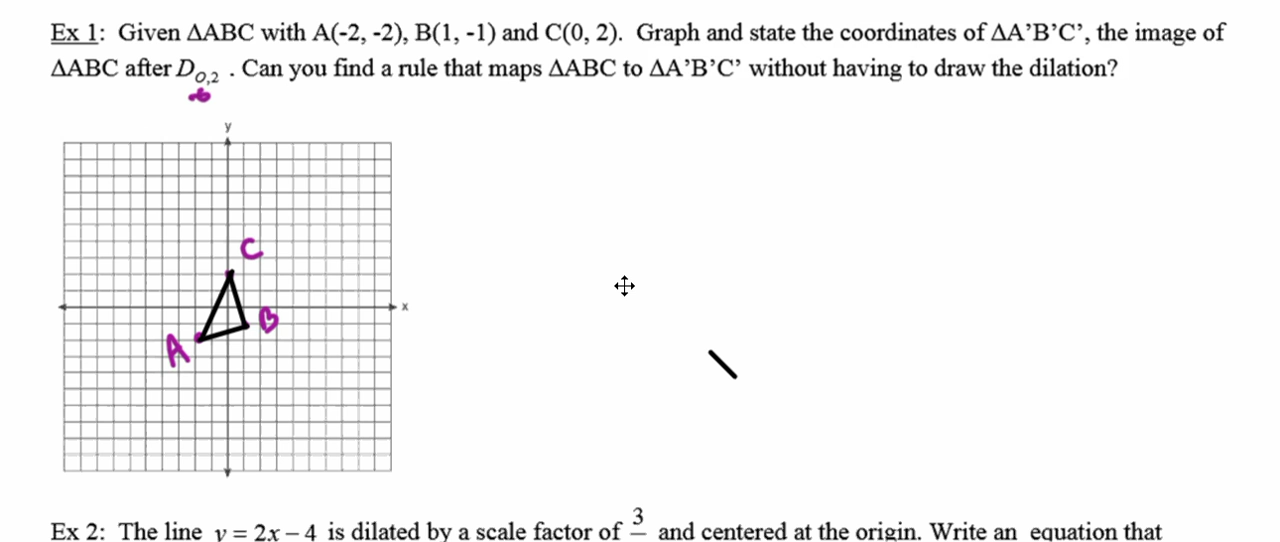 Ex 1: Given ΔABC with A(-2, -2), B(1, -1) and C(0, 2). Graph and state the coordinates of ΔA’B’C’, the image of
ΔABC after D_{O,2} . Can you find a rule that maps ΔABC to ΔA’B’C’ without having to draw the dilation?
y
C
x
B
A
Ex 2: The line y = 2x – 4 is dilated by a scale factor of 3 and centered at the origin. Write an equation that